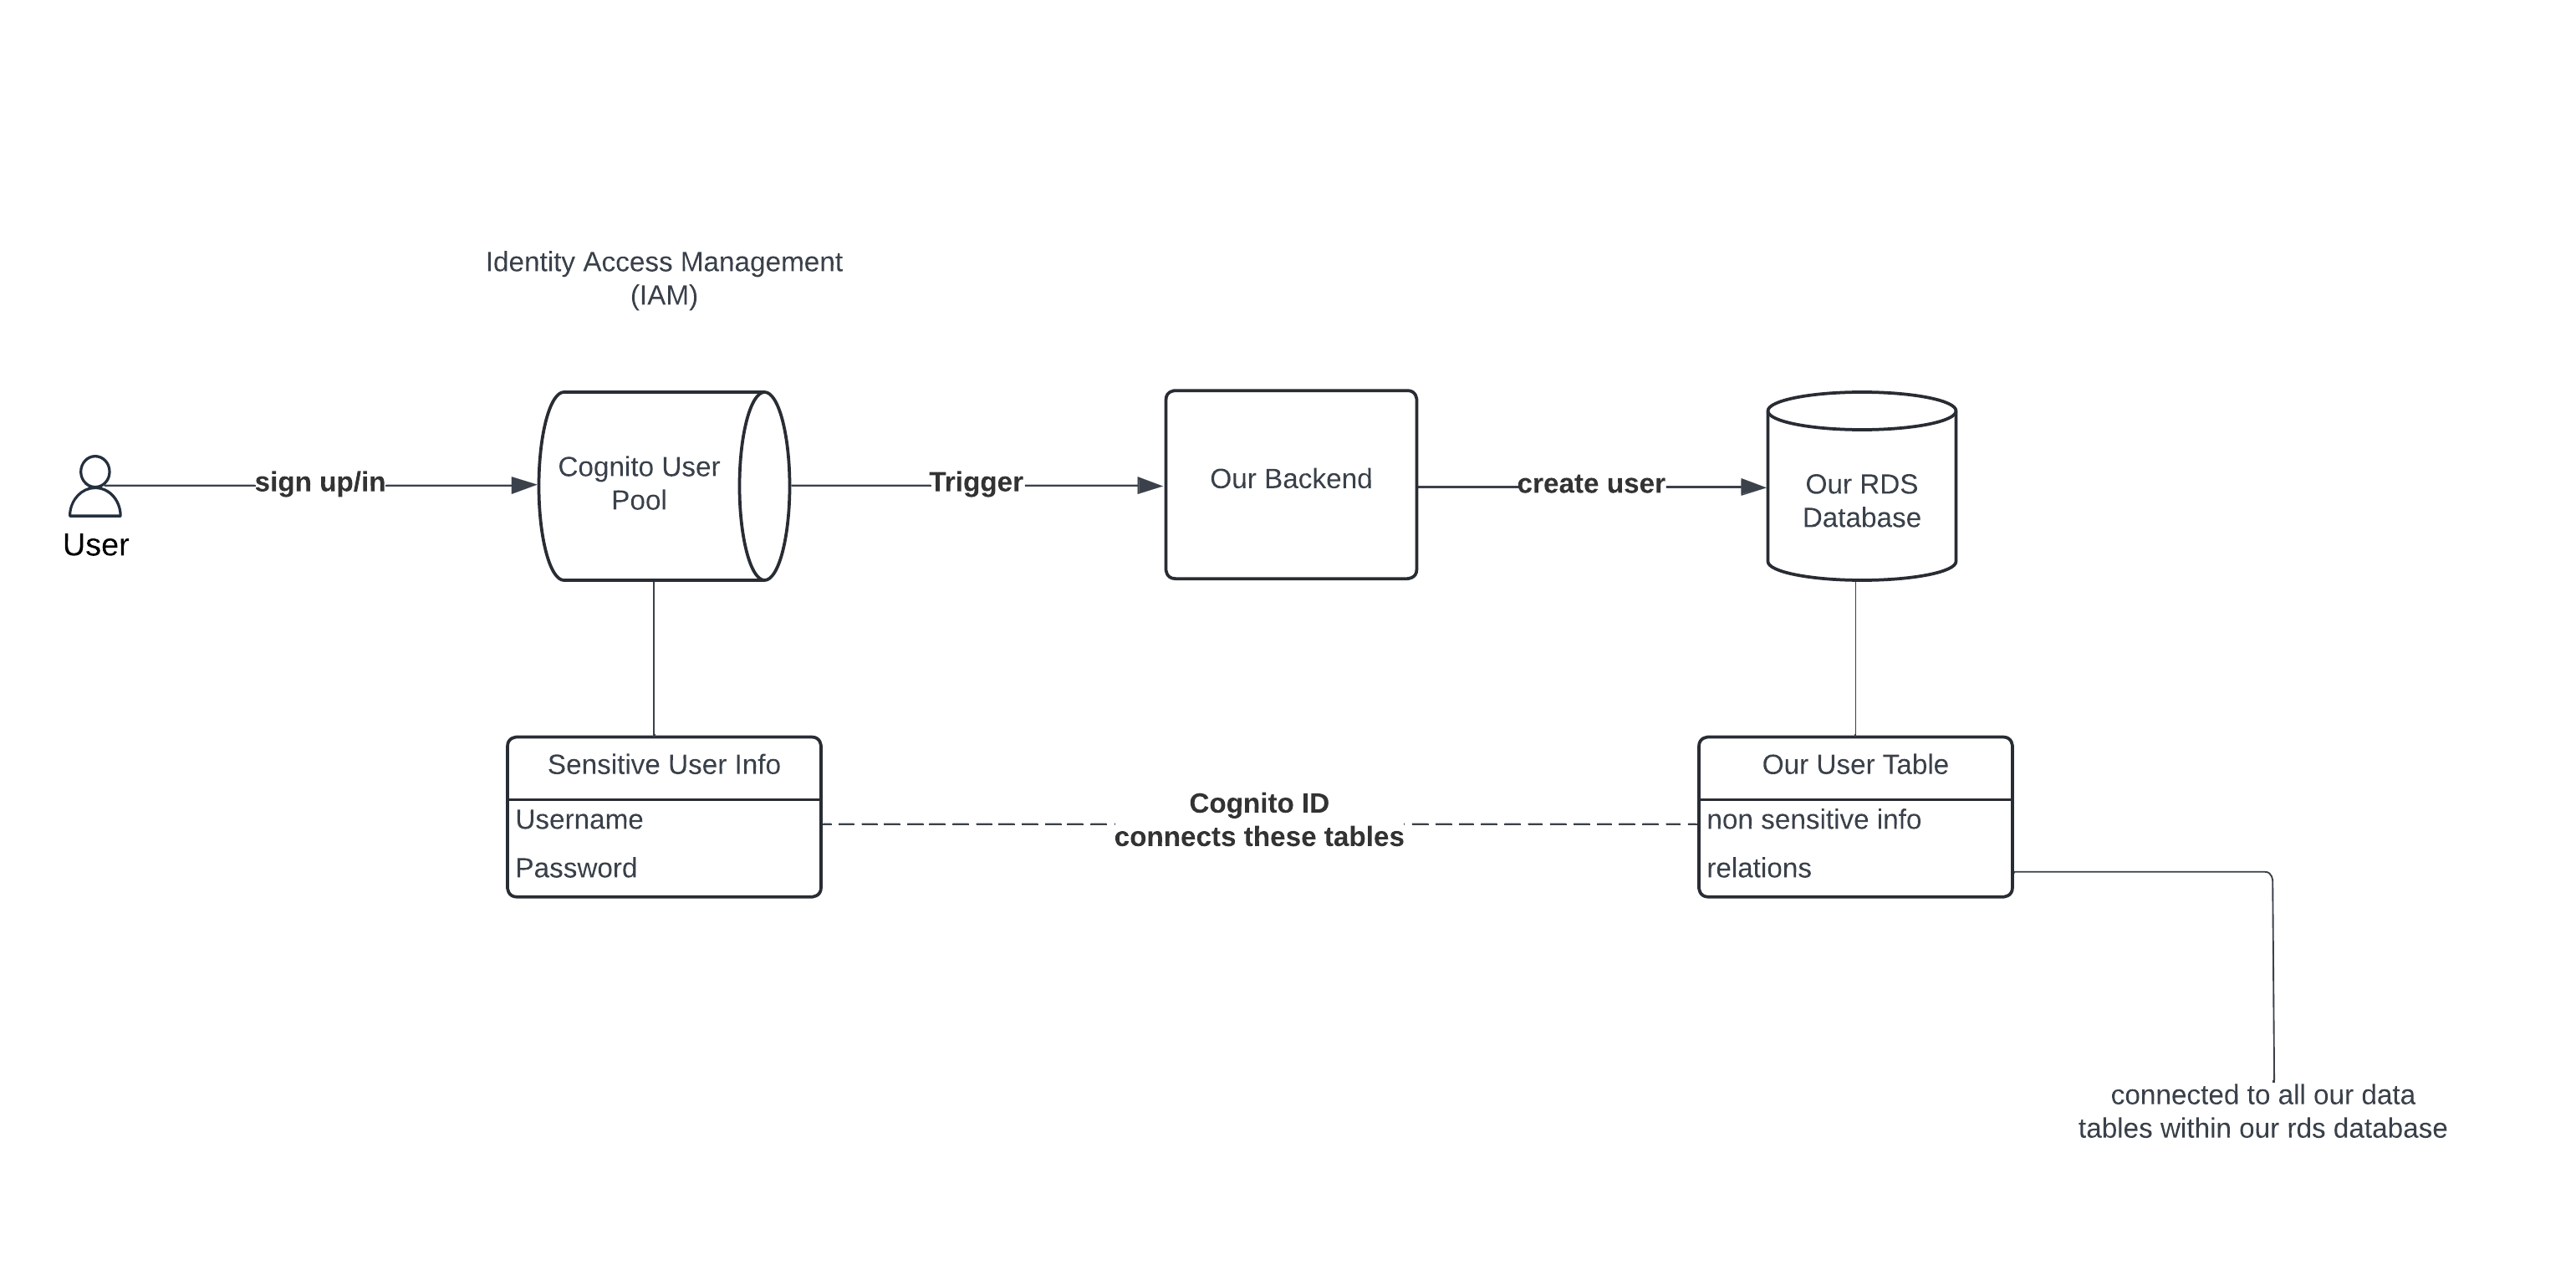 Identity Access Management
(IAM)
User
sign up/in
Cognito User
Pool
Trigger
Our Backend
create user
Our RDS
Database
Sensitive User Info
Username
Password
Cognito ID
connects these tables
Our User Table
non sensitive info
relations
connected to all our data
tables within our rds database